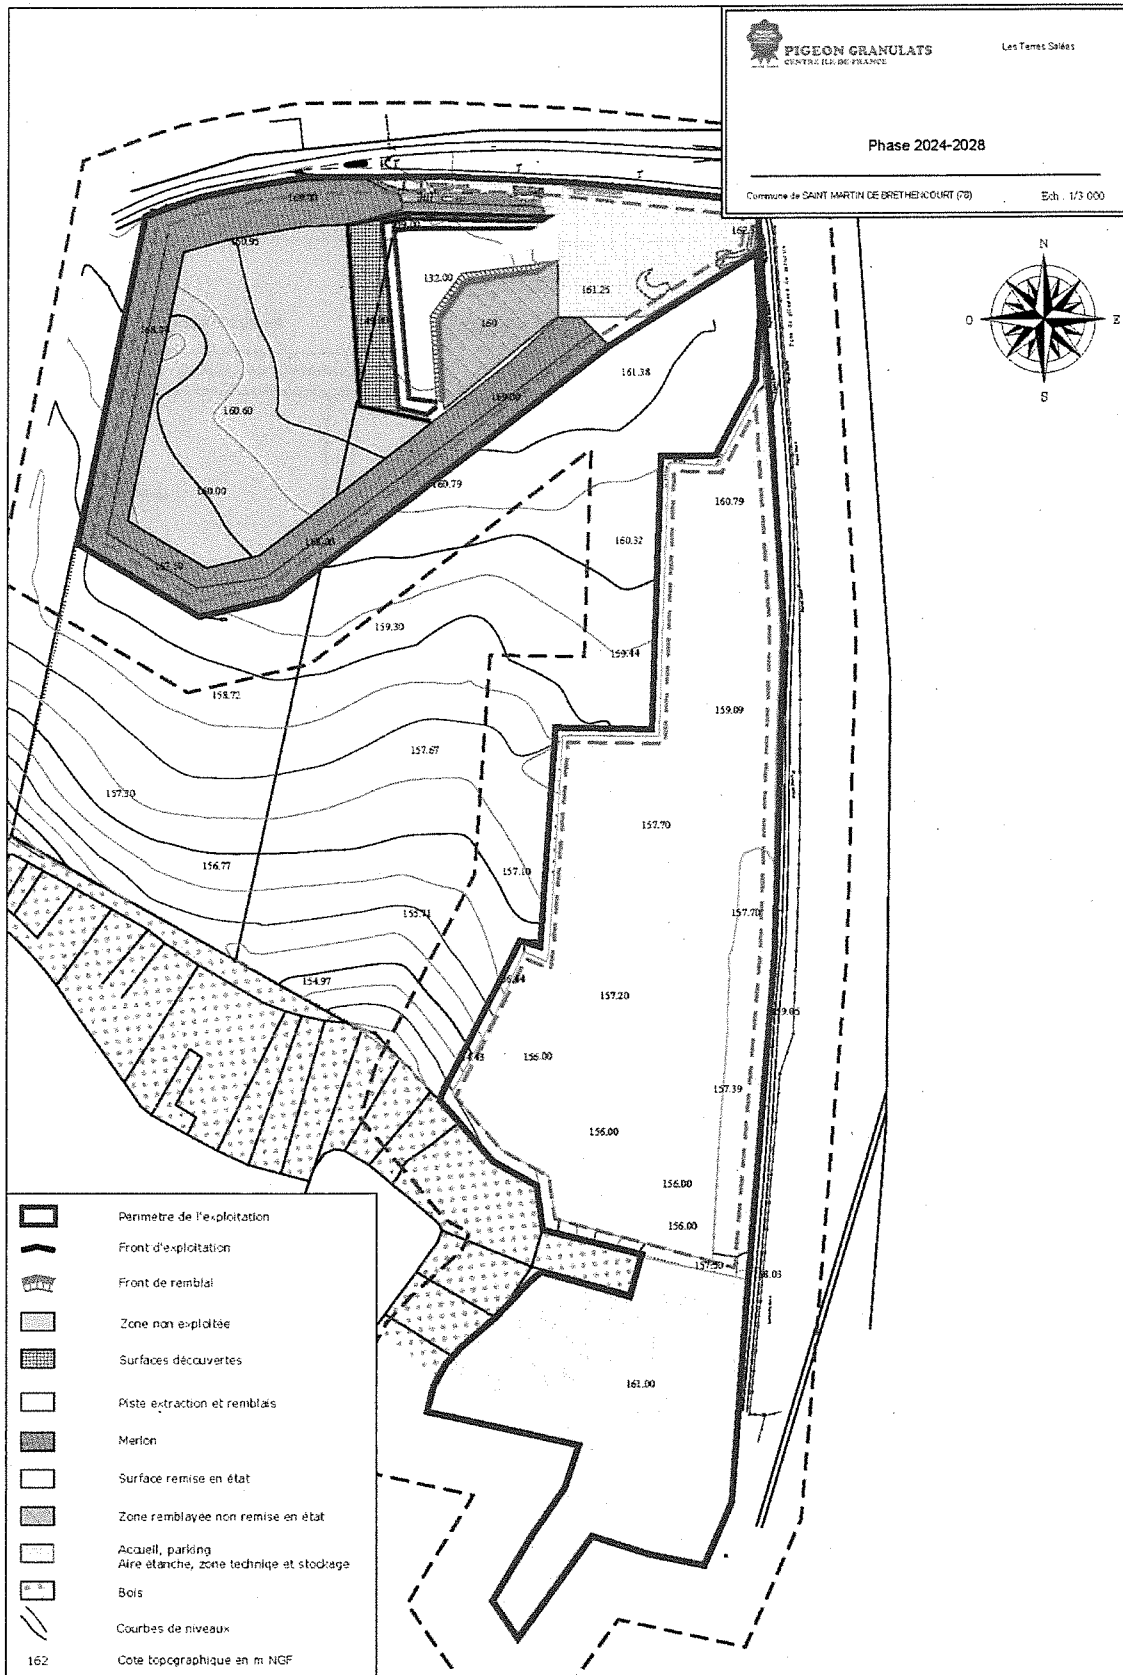 PIGEON GRANULATS
CENTRE ILE DE FRANCE
Les Terres Salées
Phase 2024-2028
Commune de SAINT MARTIN DE BRETHENCOURT (78)
Ech : 1/3 000
N
O
E
S
132.00
160
161.25
161.38
160.60
160.00
160.79
160.79
160.32
159.30
159.44
158.72
159.09
157.67
157.30
157.70
156.77
157.10
155.71
157.70
154.97
157.20
156.00
157.39
156.00
156.00
156.00
161.00
Périmètre de l'exploitation
Front d'exploitation
Front de remblai
Zone non exploitée
Surfaces découvertes
Piste extraction et remblais
Merlon
Surface remise en état
Zone remblayée non remise en état
Accueil, parking
Aire étanche, zone techniqe et stockage
Bois
Courbes de niveaux
162
Cote topographique en m NGF